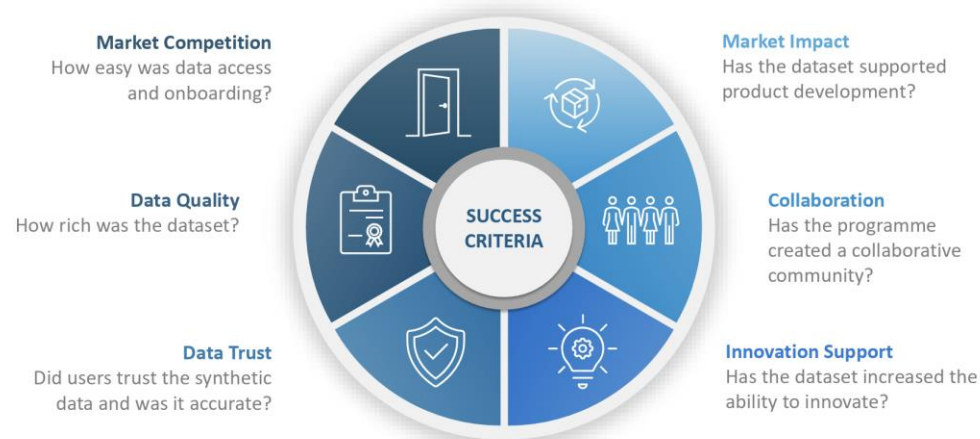 Market Competition
How easy was data access
and onboarding?
Data Quality
How rich was the dataset?
Data Trust
Did users trust the synthetic
data and was it accurate?
SUCCESS
CRITERIA
Market Impact
Has the dataset supported
product development?
Collaboration
Has the programme
created a collaborative
community?
Innovation Support
Has the dataset increased the
ability to innovate?